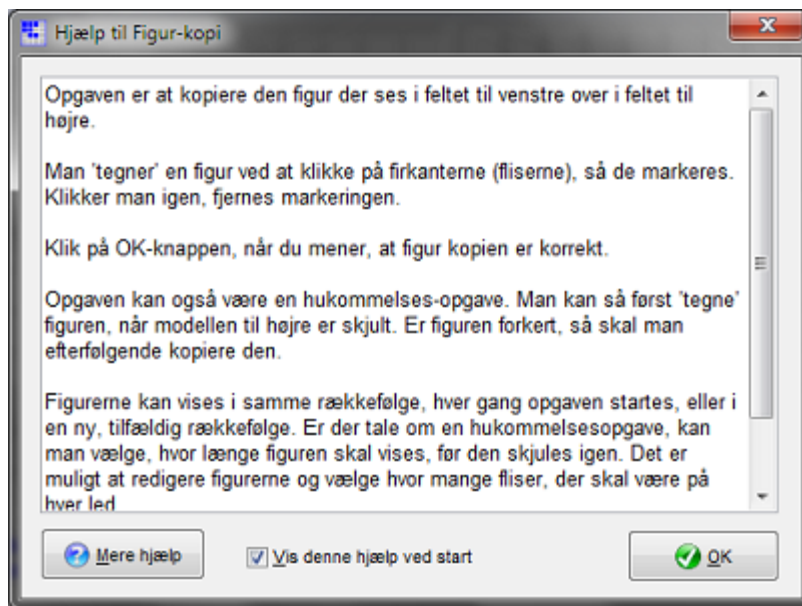 Hjælp til Figur-kopi
Opgaven er at kopiere den figur der ses i feltet til venstre over i feltet til
højre.
Man 'tegner' en figur ved at klikke på firkanterne (fliserne), så de markeres.
Klikker man igen, fjernes markeringen.
Klik på OK-knappen, når du mener, at figur kopien er korrekt.
Opgaven kan også være en hukommelses-opgave. Man kan så først 'tegne'
figuren, når modellen til højre er skjult. Er figuren forkert, så skal man
efterfølgende kopiere den.
Figurerne kan vises i samme rækkefølge, hver gang opgaven startes, eller i
en ny, tilfældig rækkefølge. Er der tale om en hukommelsesopgave, kan
man vælge, hvor længe figuren skal vises, før den skjules igen. Det er
muligt at redigere figurerne og vælge hvor mange fliser, der skal være på
hver led
Mere hjælp
Vis denne hjælp ved start
OK